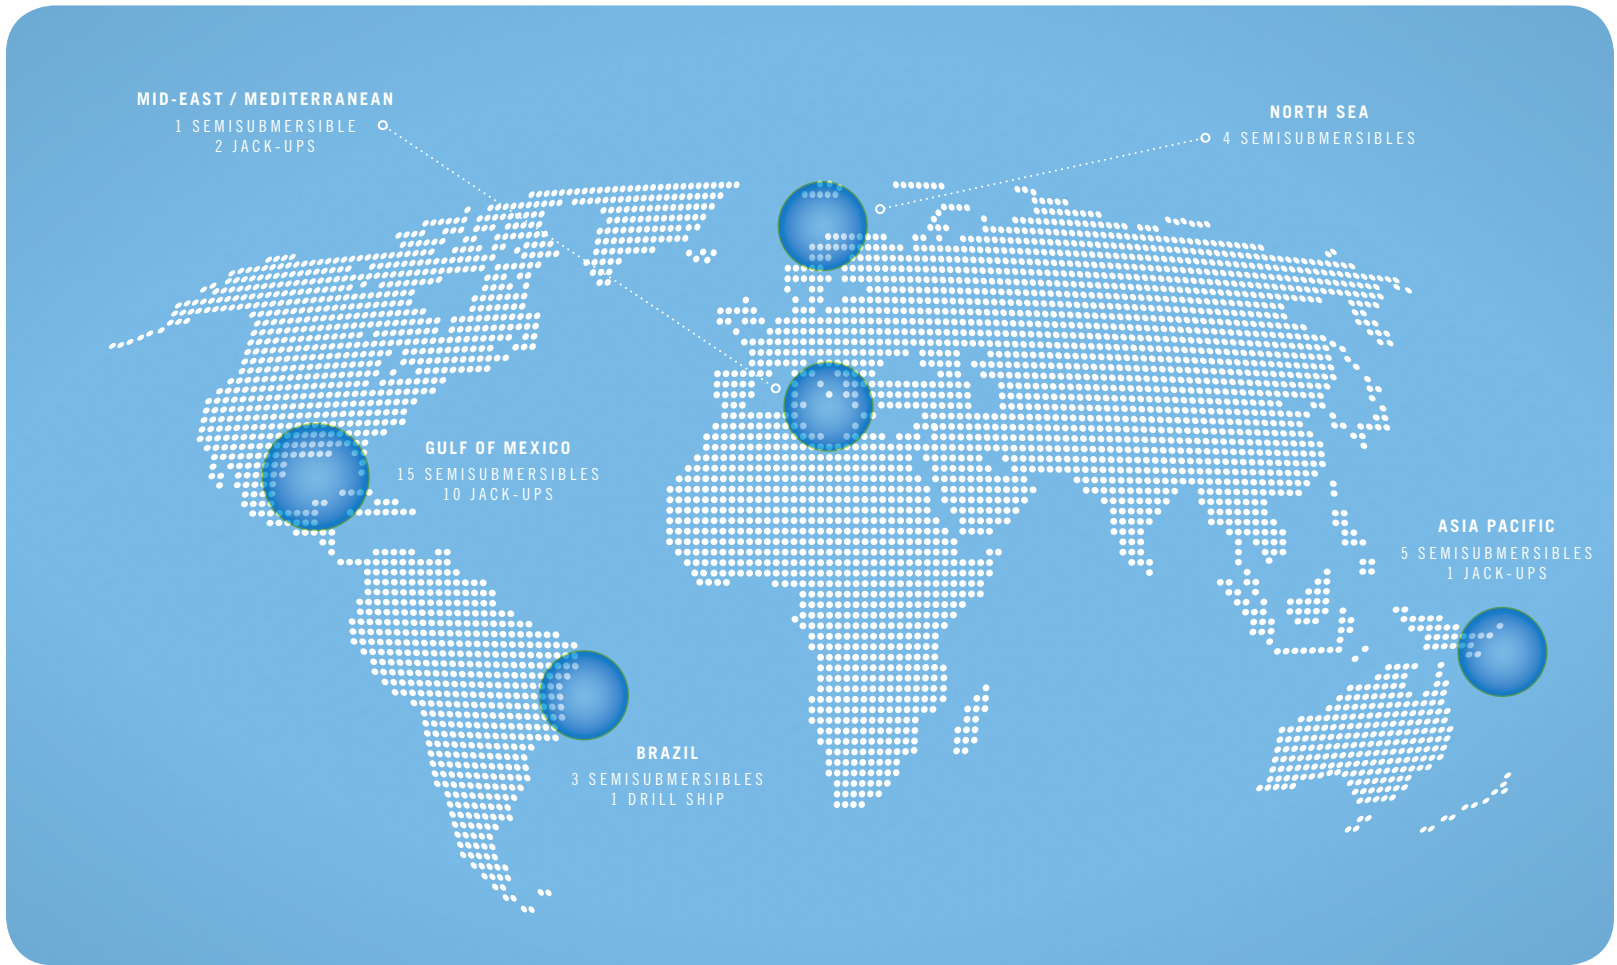 MID-EAST / MEDITERRANEAN
1 SEMISUBMERSIBLE
2 JACK-UPS
NORTH SEA
4 SEMISUBMERSIBLES
GULF OF MEXICO
15 SEMISUBMERSIBLES
10 JACK-UPS
ASIA PACIFIC
5 SEMISUBMERSIBLES
1 JACK-UPS
BRAZIL
3 SEMISUBMERSIBLES
1 DRILL SHIP